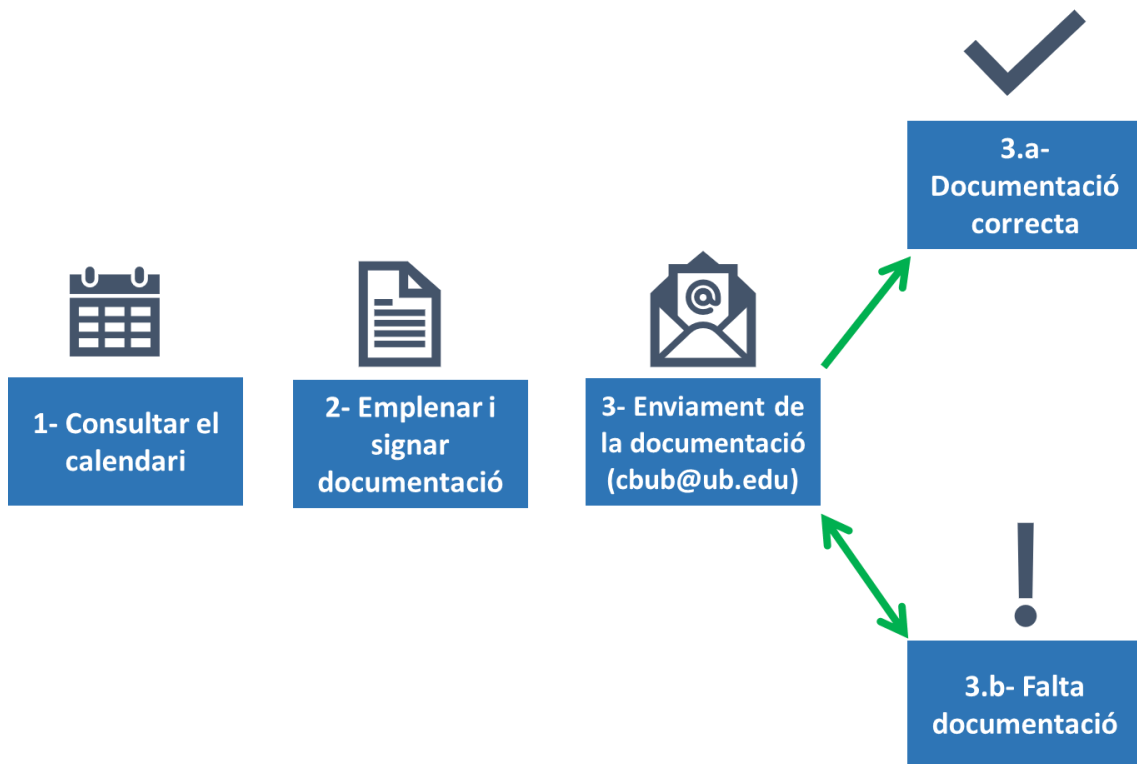 1- Consultar el
calendari
2- Emplenar i
signar
documentació
@
3- Enviament de
la documentació
(cbub@ub.edu)
3.a-
Documentació
correcta
3.b- Falta
documentació